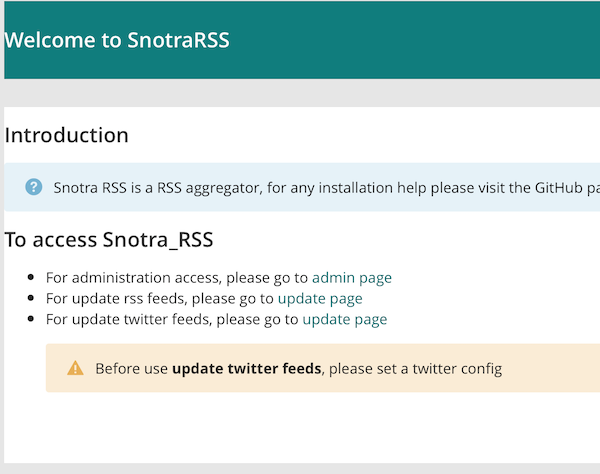 Welcome to SnotraRSS
Introduction
Snotra RSS is a RSS aggregator, for any installation help please visit the GitHub
To access Snotra_RSS
For administration access, please go to admin page
For update rss feeds, please go to update page
For update twitter feeds, please go to update page
Before use update twitter feeds, please set a twitter config